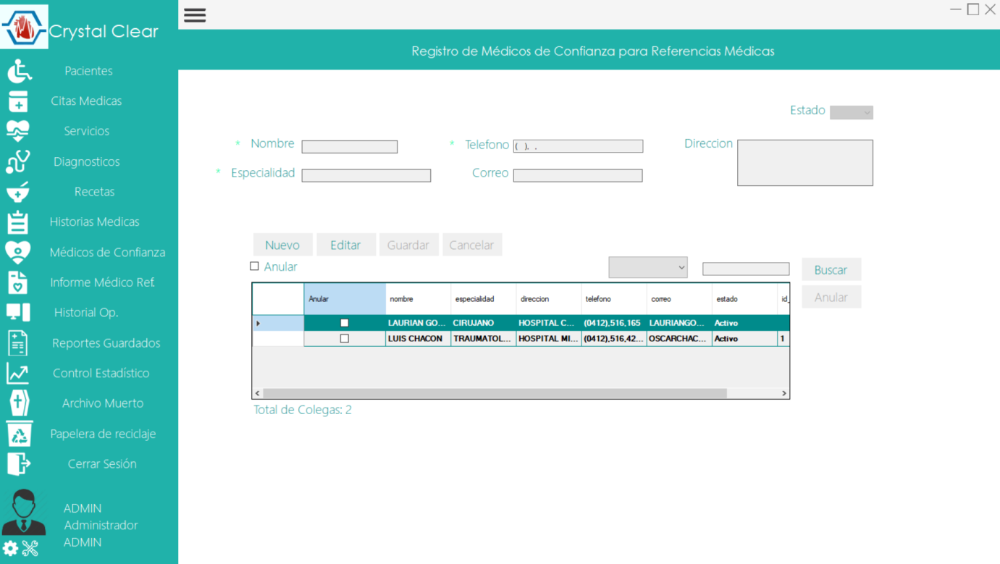 Crystal Clear
Pacientes
Citas Medicas
Servicios
Diagnosticos
Recetas
Historias Medicas
Médicos de Confianza
Informe Médico Ref.
Historial Op.
Reportes Guardados
Control Estadístico
Archivo Muerto
Papelera de reciclaje
Cerrar Sesión
ADMIN
Administrador
ADMIN
Registro de Médicos de Confianza para Referencias Médicas
Estado
* Nombre
* Telefono ( ). .
Direccion
* Especialidad
Correo
Nuevo Editar Guardar Cancelar
Anular
Buscar
Anular
Anular nombre especialidad direccion telefono correo estado id_
LAURIAN GO... CIRUJANO HOSPITAL C... (0412),516,165 LAURIANGO... Activo
LUIS CHACON TRAUMATOL... HOSPITAL MI... (0412),516,42... OSCARCHAC... Activo 1
Total de Colegas: 2